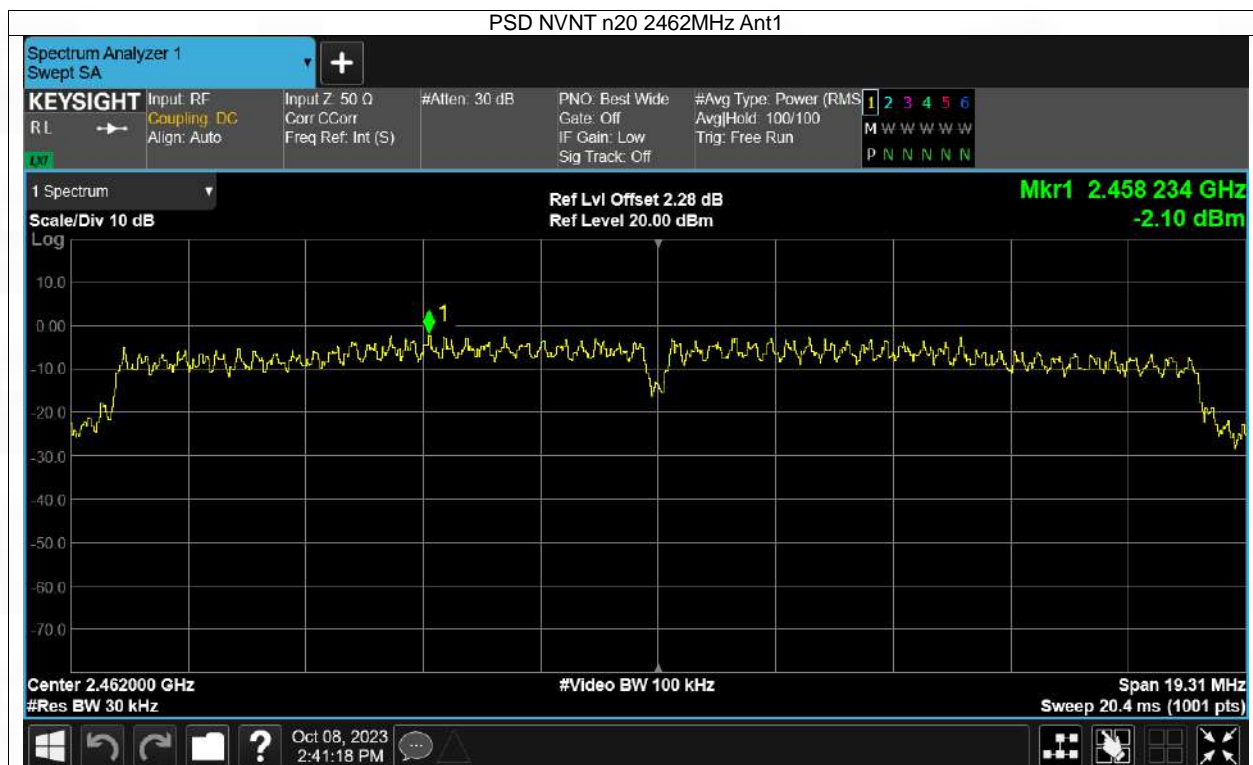 PSD NVNT n20 2462MHz Ant1
Spectrum Analyzer 1
Swept SA
KEYSIGHT
RL
LXI
Input: RF
Coupling: DC
Align: Auto
Input Z: 50 Ω
Corr CCorr
Freq Ref: Int (S)
#Atten: 30 dB
PNO: Best Wide
Gate: Off
IF Gain: Low
Sig Track: Off
#Avg Type: Power (RMS
Avg|Hold: 100/100
Trig: Free Run
1 2 3 4 5 6
M W W W W W
P N N N N N
1 Spectrum
Scale/Div 10 dB
Log
Ref Lvl Offset 2.28 dB
Ref Level 20.00 dBm
Mkr1 2.458 234 GHz
-2.10 dBm
1
10.0
0.00
-10.0
-20.0
-30.0
-40.0
-50.0
-60.0
-70.0
Center 2.462000 GHz
#Res BW 30 kHz
#Video BW 100 kHz
Span 19.31 MHz
Sweep 20.4 ms (1001 pts)
?
Oct 08, 2023
2:41:18 PM